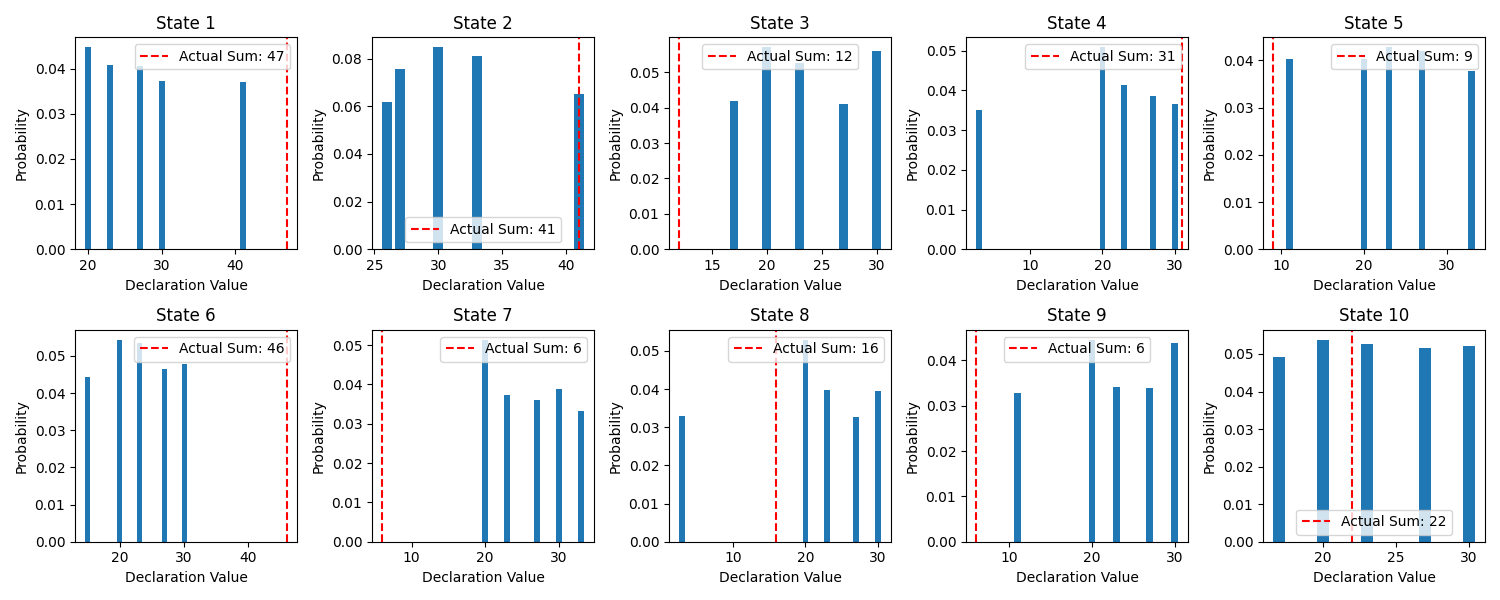 State 1
Probability
0.04
0.03
0.02
0.01
0.00
Actual Sum: 47
20
30
40
Declaration Value
State 2
Probability
0.08
0.06
0.04
0.02
0.00
Actual Sum: 41
25
30
35
40
Declaration Value
State 3
Probability
0.05
0.04
0.03
0.02
0.01
0.00
Actual Sum: 12
15
20
25
30
Declaration Value
State 4
Probability
0.05
0.04
0.03
0.02
0.01
0.00
Actual Sum: 31
10
20
30
Declaration Value
State 5
Probability
0.04
0.03
0.02
0.01
0.00
Actual Sum: 9
10
20
30
Declaration Value
State 6
Probability
0.05
0.04
0.03
0.02
0.01
0.00
Actual Sum: 46
20
30
40
Declaration Value
State 7
Probability
0.05
0.04
0.03
0.02
0.01
0.00
Actual Sum: 6
10
20
30
Declaration Value
State 8
Probability
0.05
0.04
0.03
0.02
0.01
0.00
Actual Sum: 16
10
20
30
Declaration Value
State 9
Probability
0.04
0.03
0.02
0.01
0.00
Actual Sum: 6
10
20
30
Declaration Value
State 10
Probability
0.05
0.04
0.03
0.02
0.01
0.00
Actual Sum: 22
20
25
30
Declaration Value